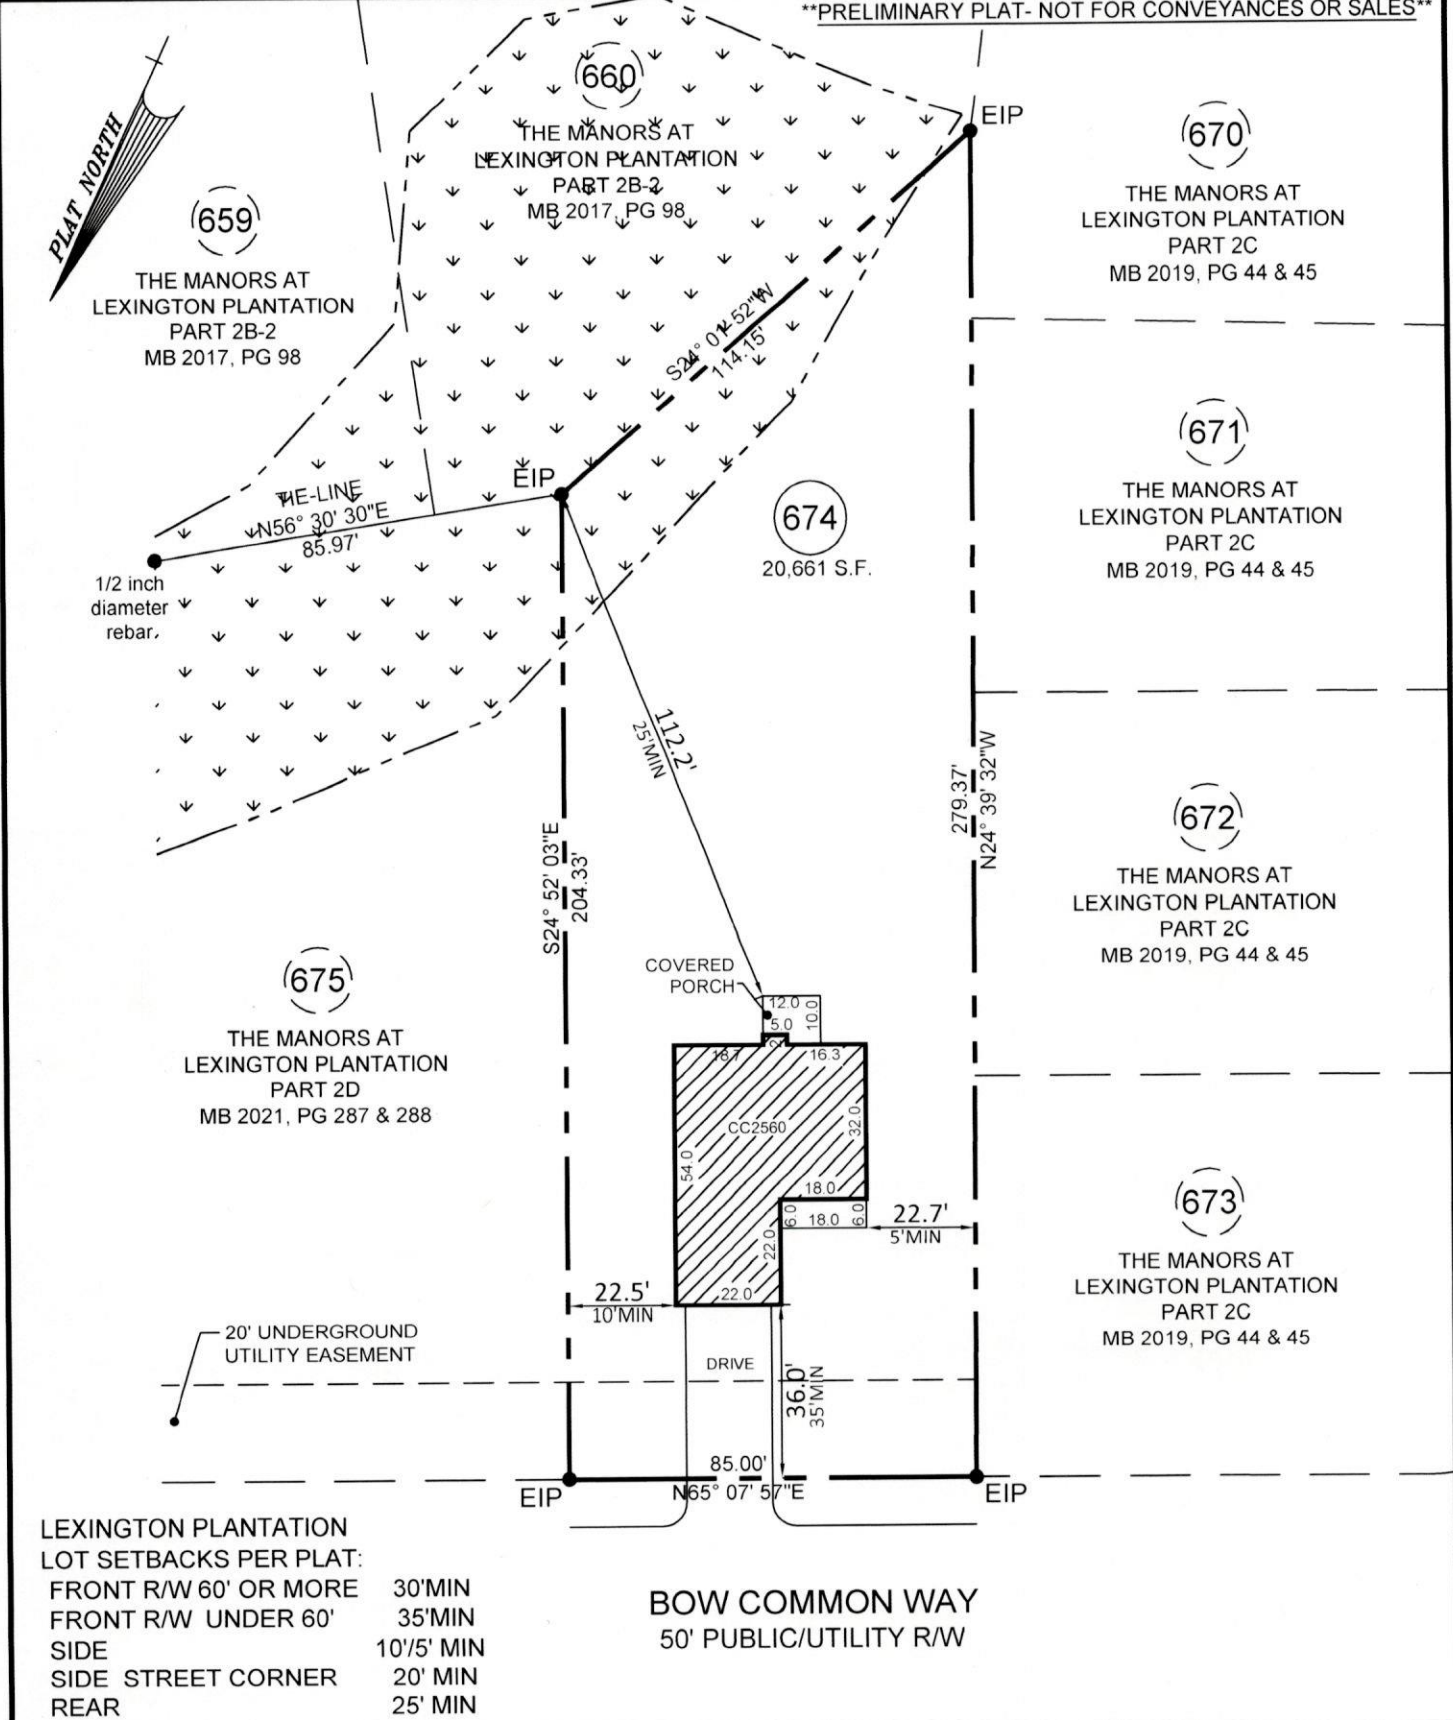 **PRELIMINARY PLAT- NOT FOR CONVEYANCES OR SALES**
PLAT NORTH
660
THE MANORS AT
LEXINGTON PLANTATION
PART 2B-2
MB 2017, PG 98
EIP
670
THE MANORS AT
LEXINGTON PLANTATION
PART 2C
MB 2019, PG 44 & 45
659
THE MANORS AT
LEXINGTON PLANTATION
PART 2B-2
MB 2017, PG 98
S24° 01' 52"W
114.15'
671
THE MANORS AT
LEXINGTON PLANTATION
PART 2C
MB 2019, PG 44 & 45
EIP
TIE-LINE
N56° 30' 30"E
85.97'
1/2 inch
diameter
rebar
674
20,661 S.F.
112.2'
25'MIN
279.37'
N24° 39' 32"W
672
THE MANORS AT
LEXINGTON PLANTATION
PART 2C
MB 2019, PG 44 & 45
S24° 52' 03"E
204.33'
675
THE MANORS AT
LEXINGTON PLANTATION
PART 2D
MB 2021, PG 287 & 288
COVERED
PORCH
12.0
10.0
5.0
2
18.7
16.3
CC2560
32.0
54.0
18.0
6.0
18.0
6.0
22.0
22.0
22.7'
5'MIN
673
THE MANORS AT
LEXINGTON PLANTATION
PART 2C
MB 2019, PG 44 & 45
22.5'
10'MIN
20' UNDERGROUND
UTILITY EASEMENT
DRIVE
36.0'
35'MIN
85.00'
N65° 07' 57"E
EIP
EIP
LEXINGTON PLANTATION
LOT SETBACKS PER PLAT:
FRONT R/W 60' OR MORE 30'MIN
FRONT R/W UNDER 60' 35'MIN
SIDE 10'/5' MIN
SIDE STREET CORNER 20' MIN
REAR 25' MIN
BOW COMMON WAY
50' PUBLIC/UTILITY R/W